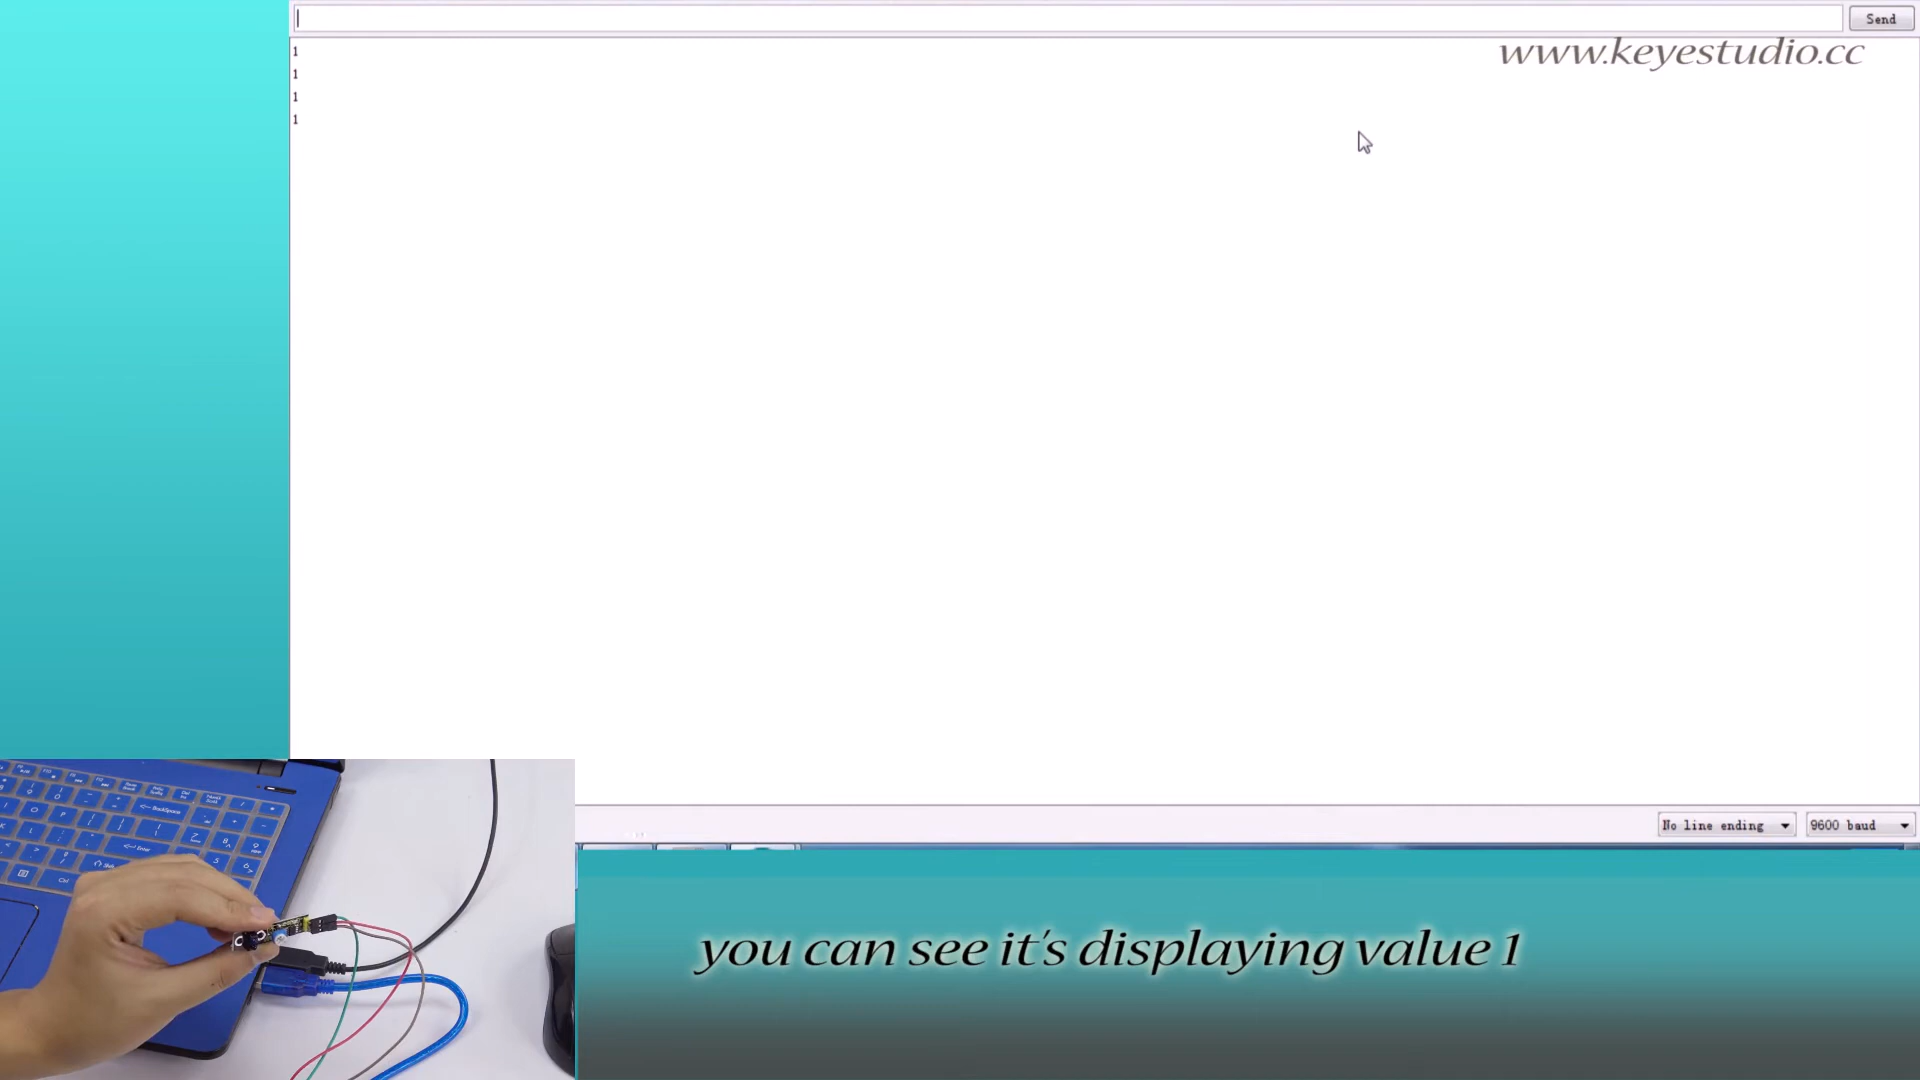 Send
www.keyestudio.cc
1
1
1
1
No line ending
9600 baud
you can see it's displaying value 1